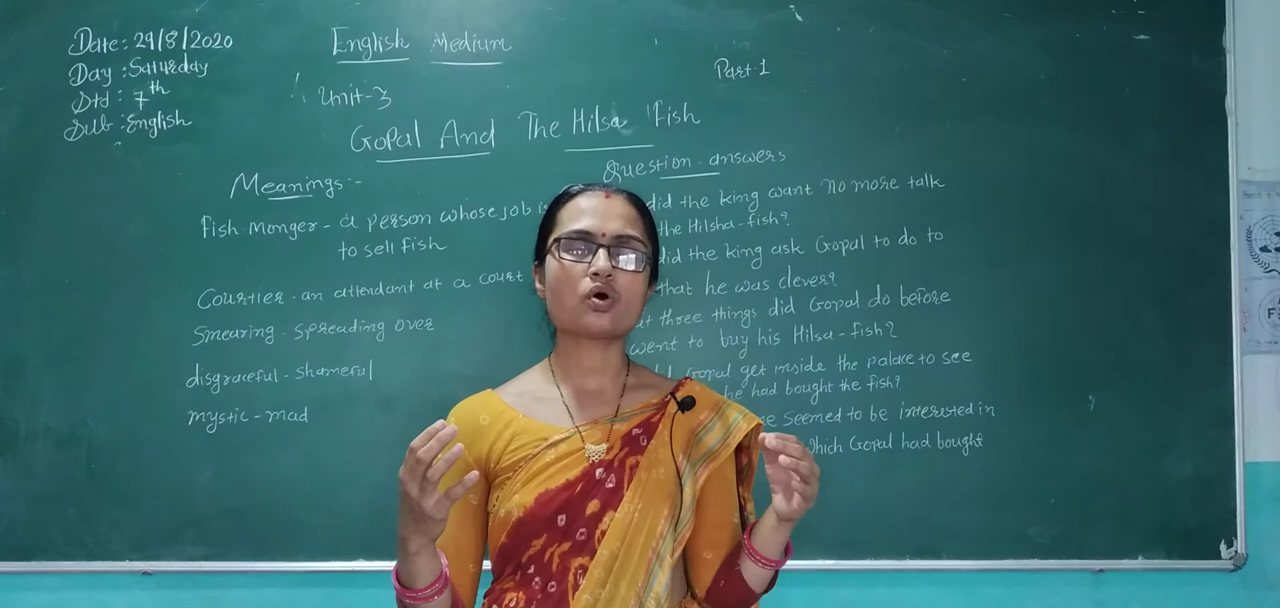 Date: 29/8/2020
Day: Saturday
Std: 7th
Sub: English
English Medium
Part-1
Unit-3
Gopal And The Hilsa Fish
Meanings:-
fish monger - a person whose job is
to sell fish
Courtier - an attendant at a court
Smearing - spreading over
disgraceful - shameful
mystic - mad
Question-answers
did the king want no more talk
the Hilsha-fish?
did the king ask Gopal to do to
that he was clever?
three things did Gopal do before
went to buy his Hilsa-fish?
Gopal get inside the palace to see
he had bought the fish?
seemed to be interested in
which Gopal had bought